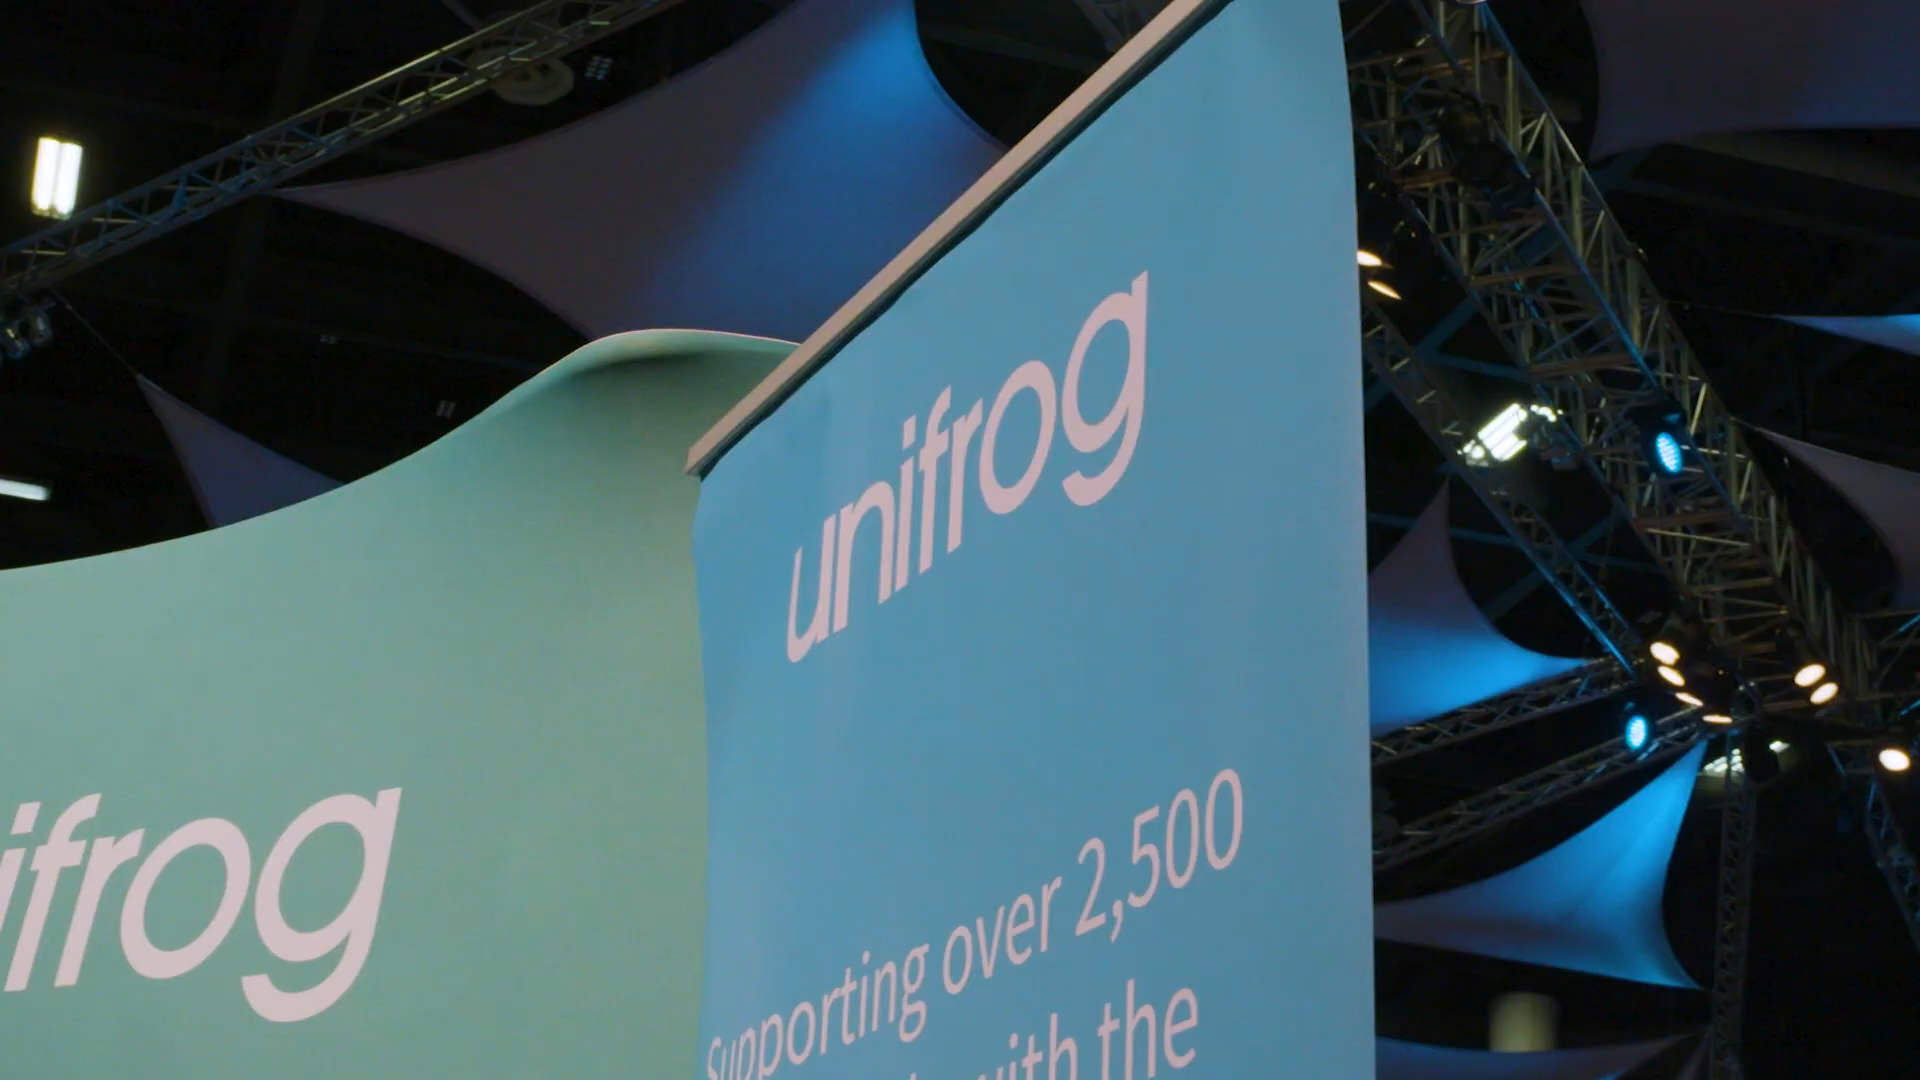 unifrog
ifrog
Supporting over 2,500
with the